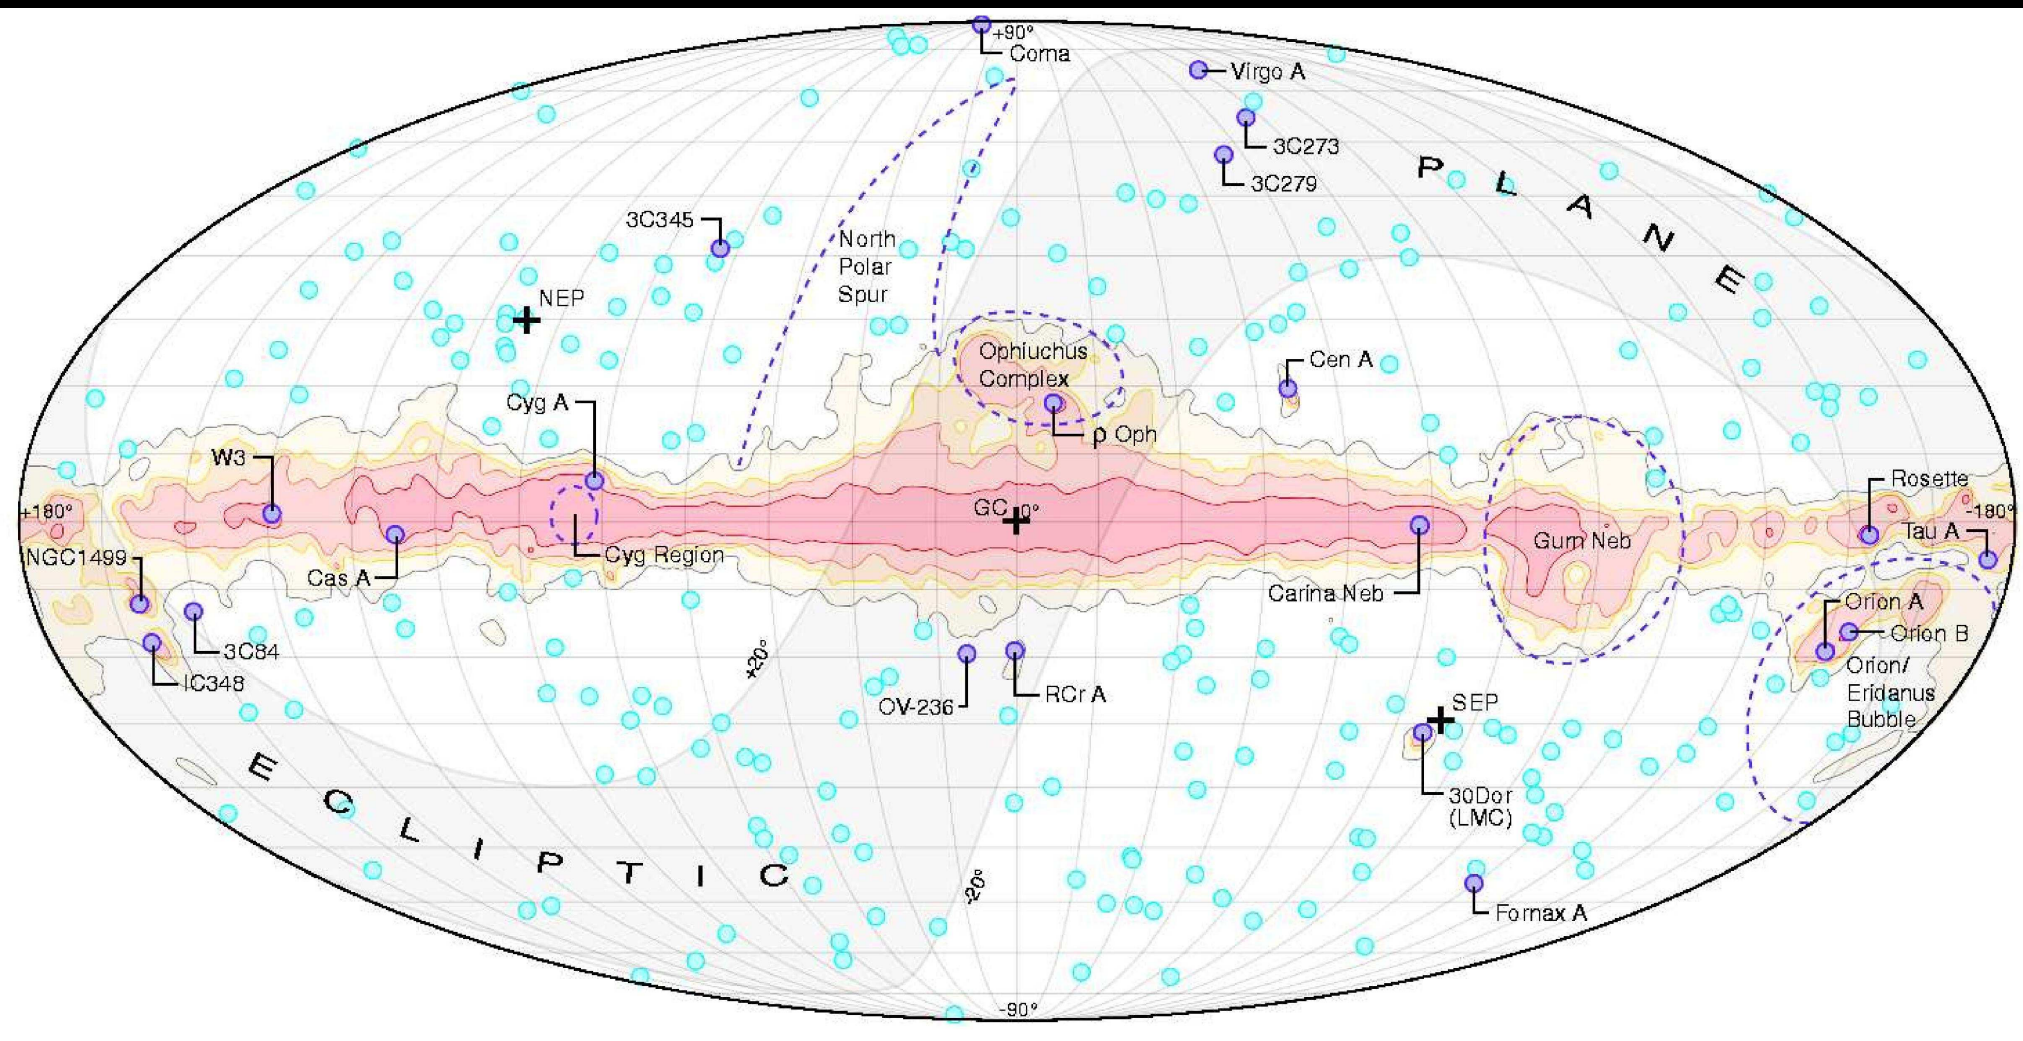 +90°
Coma
Virgo A
3C273
3C279
P L A N E
3C345
North
Polar
Spur
NEP
Ophiuchus
Complex
Cen A
Cyg A
ρ Oph
W3
Rosette
+180°
GC 0°
-180°
Tau A
Gum Neb
NGC1499
Cyg Region
Cas A
Carina Neb
Orion A
Orion B
3C84
+20°
Orion/
Eridanus
Bubble
IC348
OV-236
RCr A
SEP
E C L I P T I C
30Dor
(LMC)
-20°
Fornax A
-90°